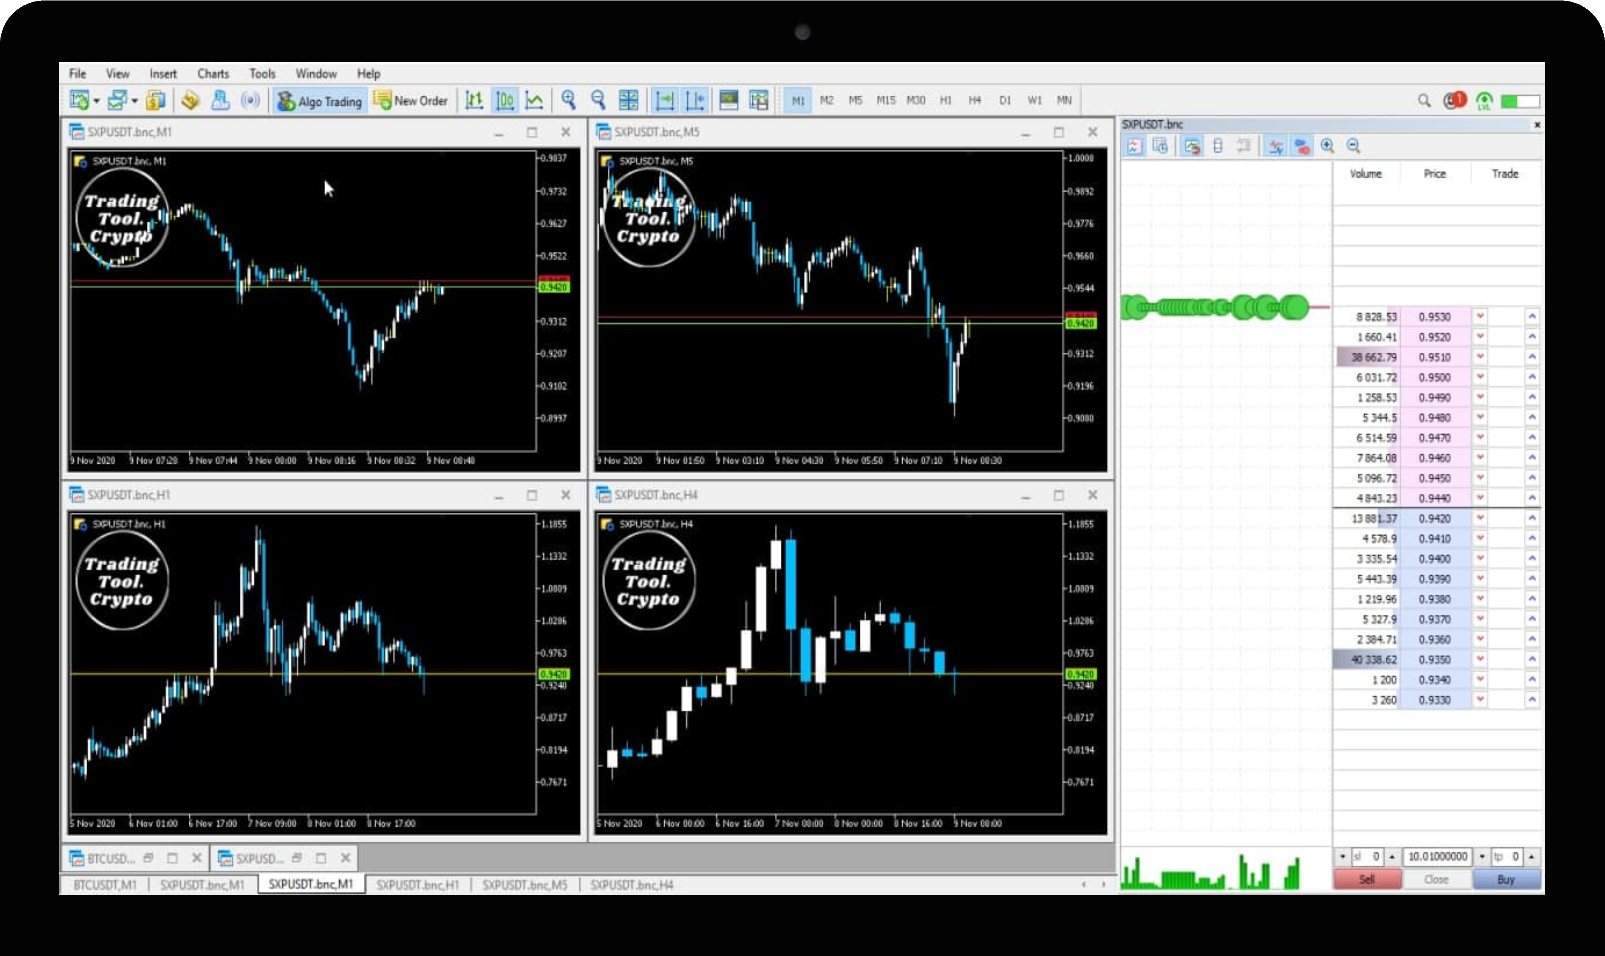 File View Insert Charts Tools Window Help
Algo Trading New Order M1 M2 M5 M15 M30 H1 H4 D1 W1 MN 1 LVL
SXPUSDT.bnc,M1
SXPUSDT.bnc, M1
Trading
Tool.
Crypto
0.9837
0.9732
0.9627
0.9522
0.9420
0.9312
0.9207
0.9102
0.8997
9 Nov 2020 9 Nov 07:28 9 Nov 07:44 9 Nov 08:00 9 Nov 08:16 9 Nov 08:32 9 Nov 08:48
SXPUSDT.bnc,M5
SXPUSDT.bnc, M5
Trading
Tool.
Crypto
1.0008
0.9892
0.9776
0.9660
0.9544
0.9420
0.9312
0.9196
0.9080
9 Nov 2020 9 Nov 01:50 9 Nov 03:10 9 Nov 04:30 9 Nov 05:50 9 Nov 07:10 9 Nov 08:30
SXPUSDT.bnc,H1
SXPUSDT.bnc, H1
Trading
Tool.
Crypto
1.1855
1.1332
1.0809
1.0286
0.9763
0.9420
0.9240
0.8717
0.8194
0.7671
5 Nov 2020 6 Nov 01:00 6 Nov 17:00 7 Nov 09:00 8 Nov 01:00 8 Nov 17:00
SXPUSDT.bnc,H4
SXPUSDT.bnc, H4
Trading
Tool.
Crypto
1.1855
1.1332
1.0809
1.0286
0.9763
0.9420
0.9240
0.8717
0.8194
0.7671
5 Nov 2020 6 Nov 00:00 6 Nov 16:00 7 Nov 08:00 8 Nov 00:00 8 Nov 16:00 9 Nov 08:00
BTCUSD... SXPUSD...
BTCUSDT,M1 SXPUSDT.bnc,M1 SXPUSDT.bnc,M1 SXPUSDT.bnc,H1 SXPUSDT.bnc,M5 SXPUSDT.bnc,H4
SXPUSDT.bnc
Volume Price Trade
8 828.53 0.9530
1 660.41 0.9520
38 662.79 0.9510
6 031.72 0.9500
1 258.53 0.9490
5 344.5 0.9480
6 514.59 0.9470
7 864.08 0.9460
5 096.72 0.9450
4 843.23 0.9440
13 881.37 0.9420
4 578.9 0.9410
3 335.54 0.9400
5 443.39 0.9390
1 219.96 0.9380
5 327.9 0.9370
2 384.71 0.9360
40 338.62 0.9350
1 200 0.9340
3 260 0.9330
sl 0 10.01000000 tp 0
Sell Close Buy